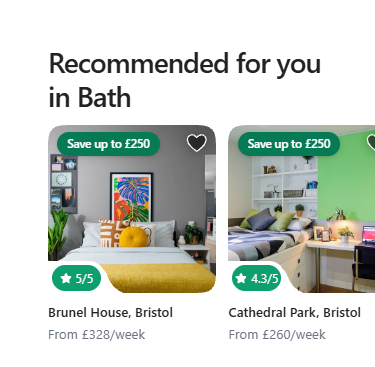 Recommended for you
in Bath
Save up to £250
Save up to £250
5/5
4.3/5
Brunel House, Bristol
Cathedral Park, Bristol
From £328/week
From £260/week